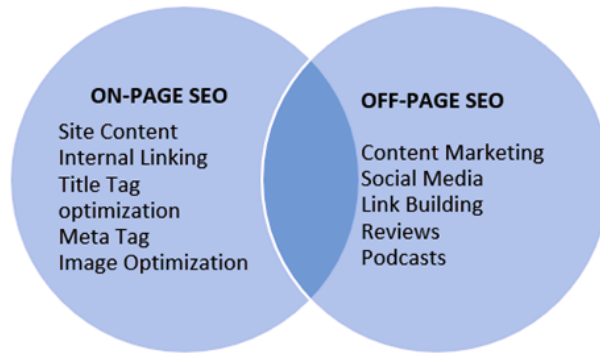 ON-PAGE SEO
Site Content
Internal Linking
Title Tag
optimization
Meta Tag
Image Optimization
OFF-PAGE SEO
Content Marketing
Social Media
Link Building
Reviews
Podcasts